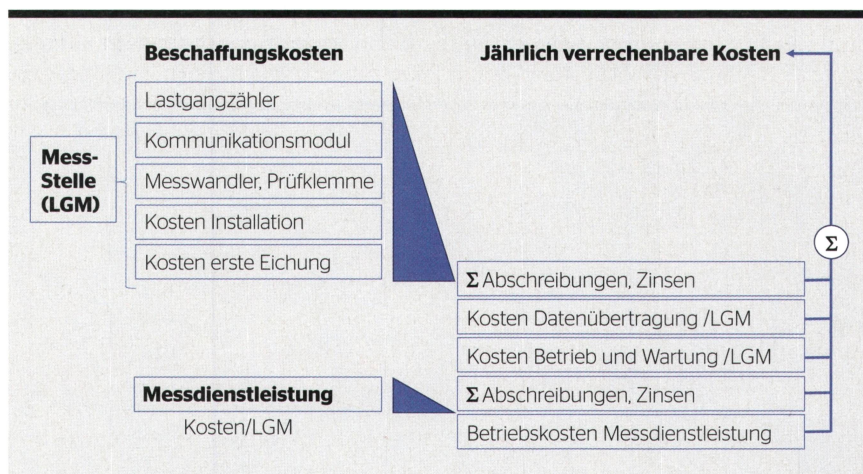 Beschaffungskosten
Jährlich verrechenbare Kosten
Mess-
Stelle
(LGM)
Lastgangzähler
Kommunikationsmodul
Messwandler, Prüfklemme
Kosten Installation
Kosten erste Eichung
Σ
Σ Abschreibungen, Zinsen
Kosten Datenübertragung /LGM
Kosten Betrieb und Wartung /LGM
Messdienstleistung
Kosten/LGM
Σ Abschreibungen, Zinsen
Betriebskosten Messdienstleistung